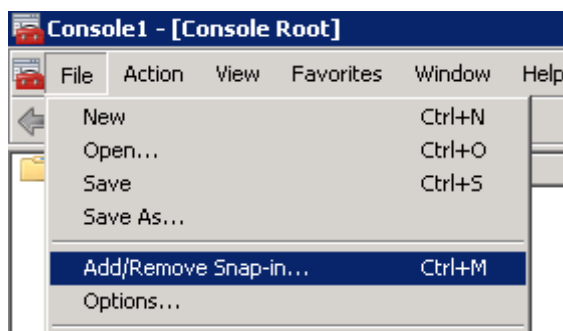 Console1 - [Console Root]
File Action View Favorites Window Help
New Ctrl+N
Open... Ctrl+O
Save Ctrl+S
Save As...
Add/Remove Snap-in... Ctrl+M
Options...